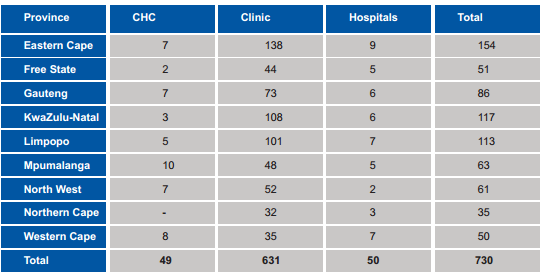 Province CHC Clinic Hospitals Total
Eastern Cape 7 138 9 154
Free State 2 44 5 51
Gauteng 7 73 6 86
KwaZulu-Natal 3 108 6 117
Limpopo 5 101 7 113
Mpumalanga 10 48 5 63
North West 7 52 2 61
Northern Cape - 32 3 35
Western Cape 8 35 7 50
Total 49 631 50 730